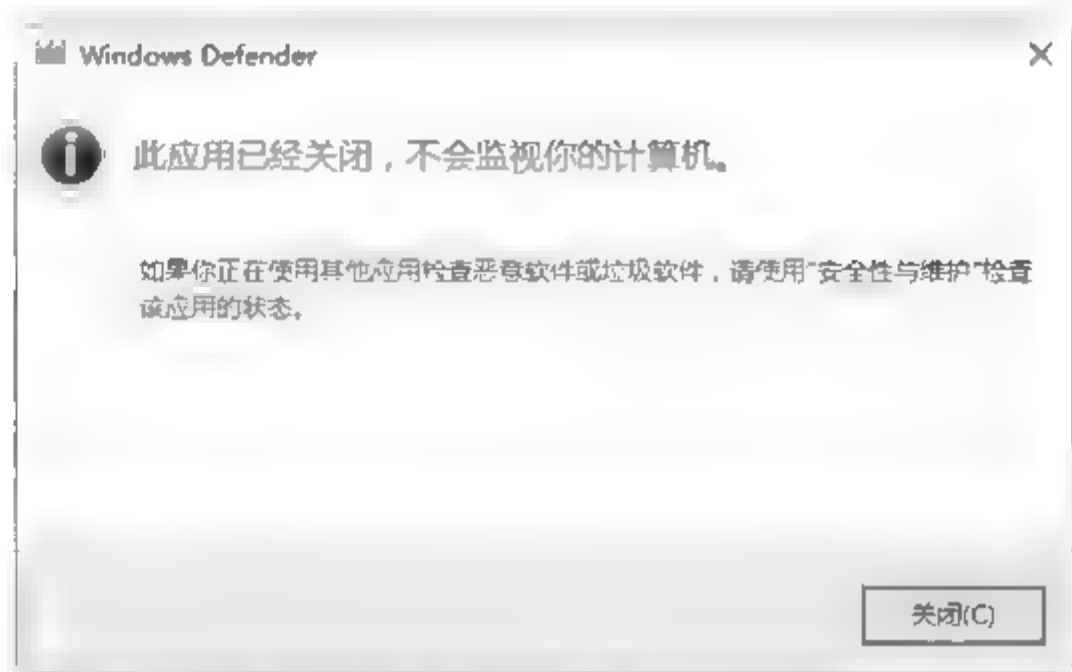 Windows Defender
此应用已经关闭，不会监视你的计算机。
如果你正在使用其他应用检查恶意软件或垃圾软件，请使用"安全性与维护"检查
该应用的状态。
关闭(C)